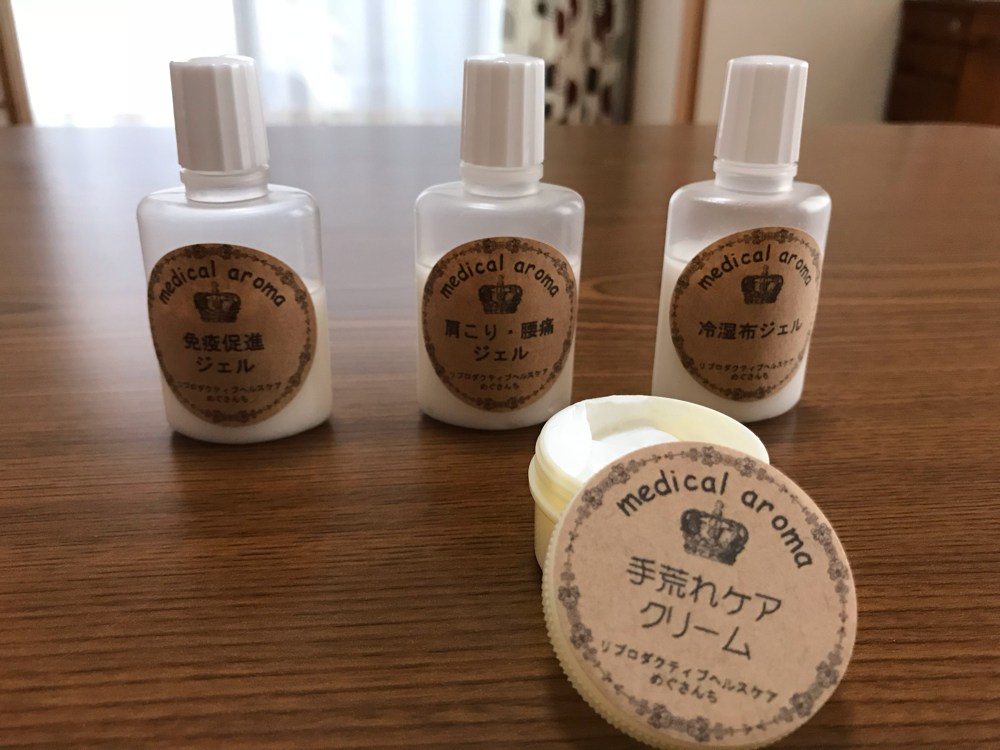 medical aroma
免疫促進
ジェル
リプロダクティブヘルスケア
めぐさんち
medical aroma
肩こり・腰痛
ジェル
リプロダクティブヘルスケア
めぐさんち
medical aroma
冷湿布ジェル
リプロダクティブヘルスケア
めぐさんち
medical aroma
手荒れケア
クリーム
リプロダクティブヘルスケア
めぐさんち